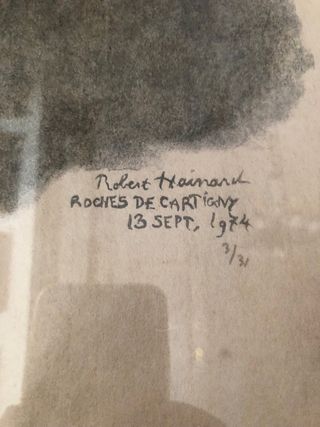 Robert Hainard
ROCHES DE CARTIGNY
13 SEPT, 1974
3/31